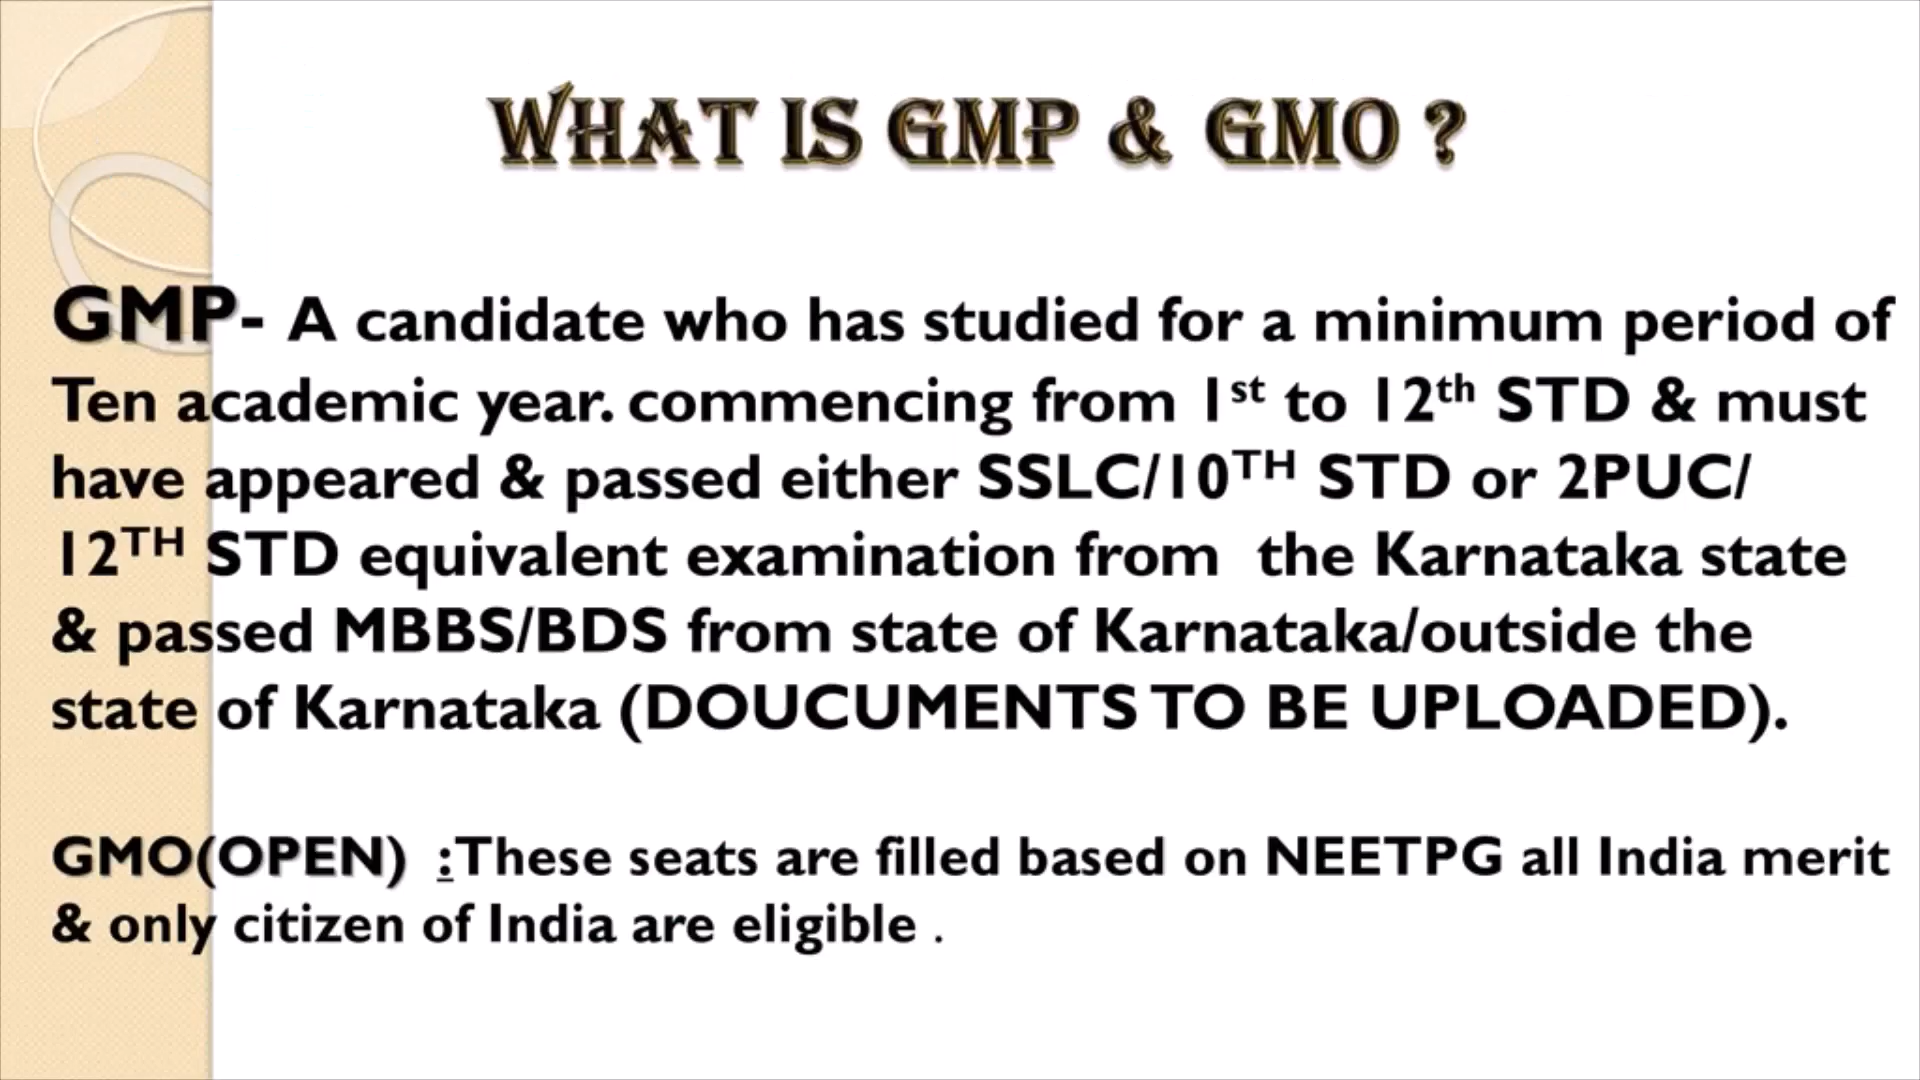 WHAT IS GMP & GMO ?
GMP- A candidate who has studied for a minimum period of
Ten academic year. commencing from 1st to 12th STD & must
have appeared & passed either SSLC/10TH STD or 2PUC/
12TH STD equivalent examination from the Karnataka state
& passed MBBS/BDS from state of Karnataka/outside the
state of Karnataka (DOUCUMENTS TO BE UPLOADED).
GMO(OPEN) :These seats are filled based on NEETPG all India merit
& only citizen of India are eligible .